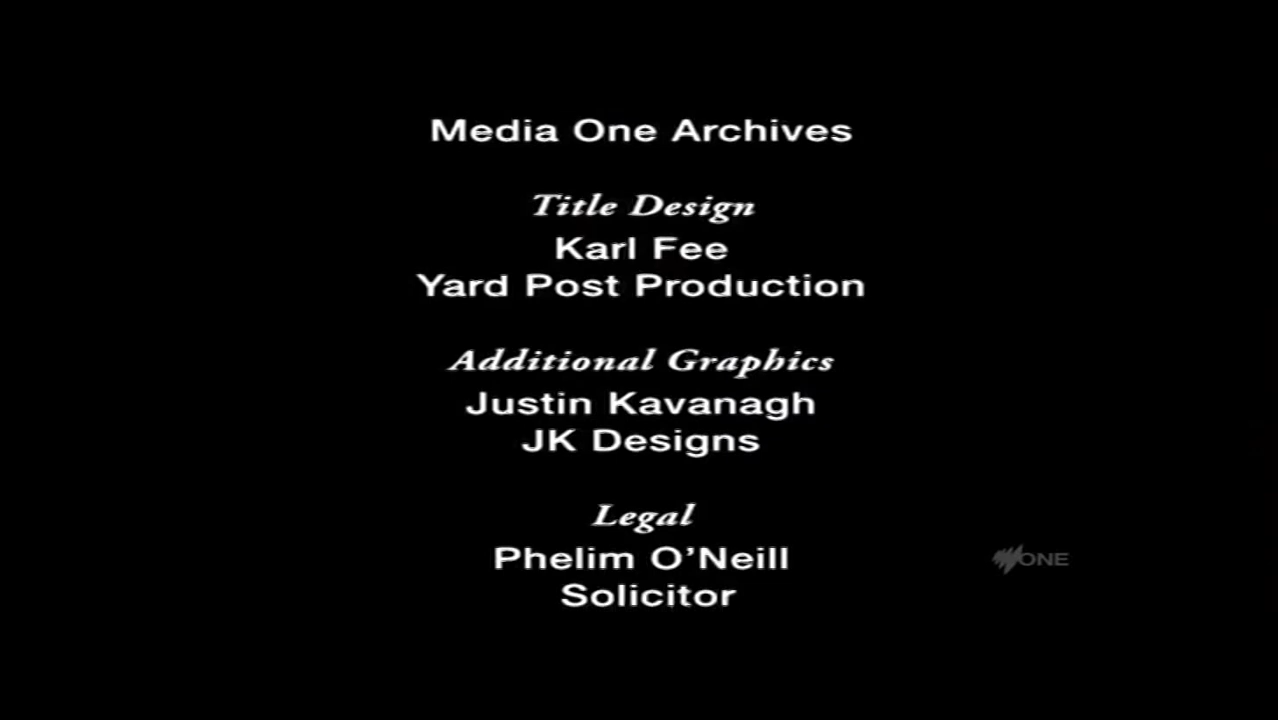 Media One Archives
Title Design
Karl Fee
Yard Post Production
Additional Graphics
Justin Kavanagh
JK Designs
Legal
Phelim O’Neill
Solicitor
ONE